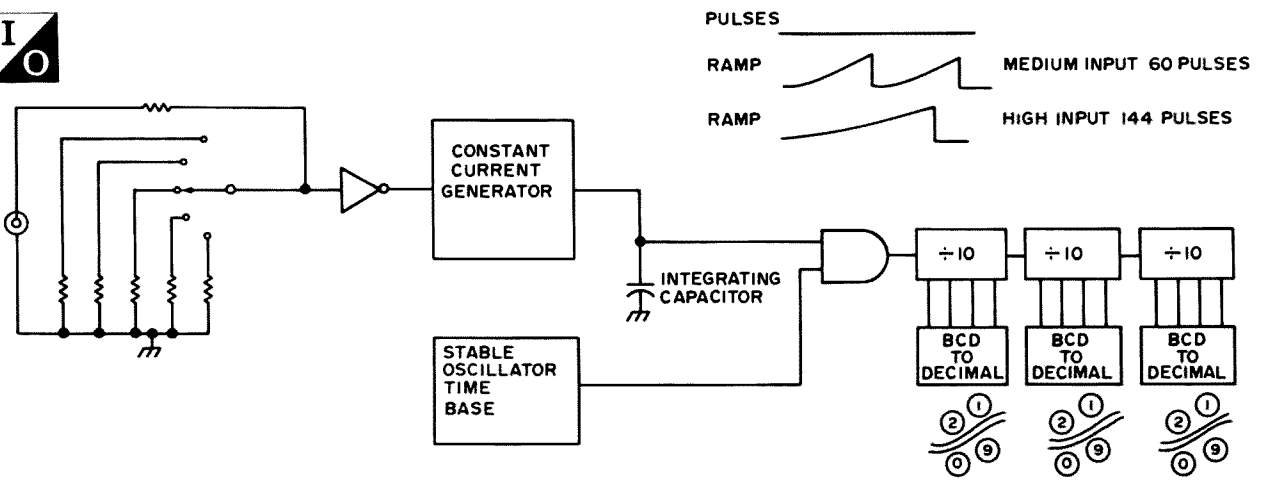 I
O
PULSES
RAMP
MEDIUM INPUT 60 PULSES
RAMP
HIGH INPUT 144 PULSES
CONSTANT
CURRENT
GENERATOR
INTEGRATING
CAPACITOR
STABLE
OSCILLATOR
TIME
BASE
÷10
÷10
÷10
BCD
TO
DECIMAL
BCD
TO
DECIMAL
BCD
TO
DECIMAL
2 1
0 9
2 1
0 9
2 1
0 9